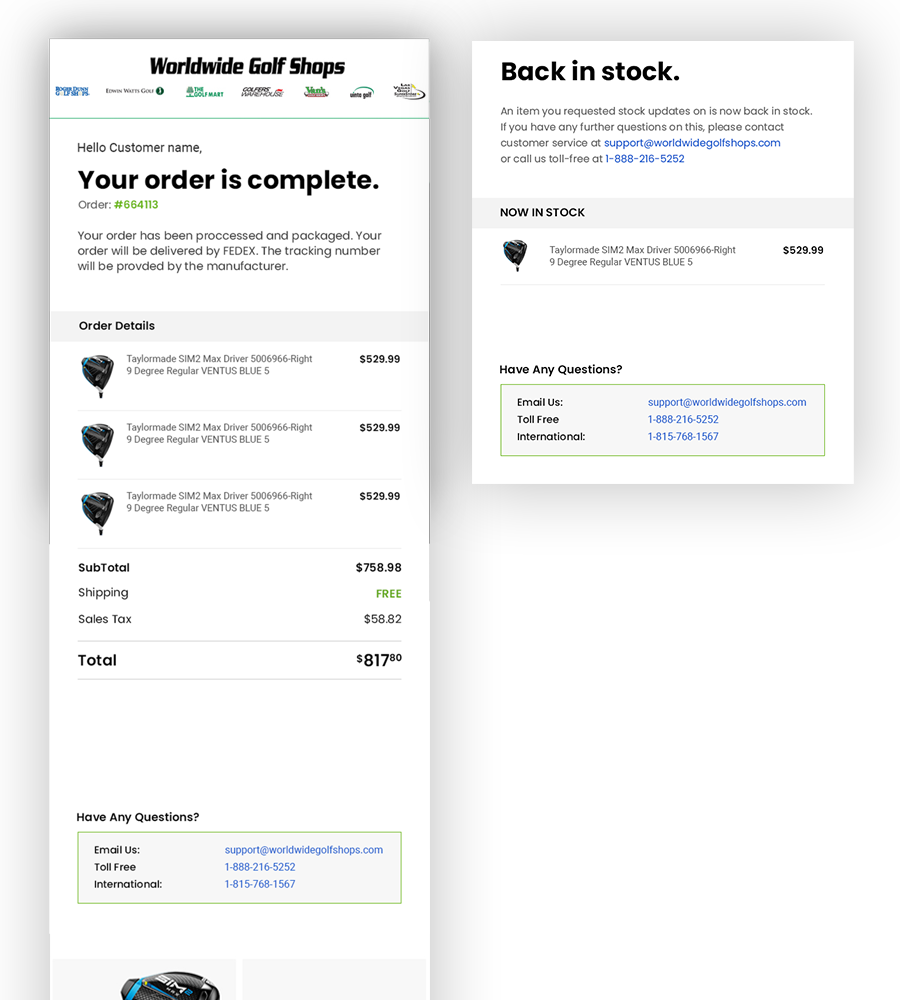 Worldwide Golf Shops
ROGER DUNN EDWIN WATTS GOLF THE GOLF MART GOLFERS' WAREHOUSE VAN'S uinta golf LAS VEGAS GOLF
Hello Customer name,
Your order is complete.
Order: #664113
Your order has been proccessed and packaged. Your
order will be delivered by FEDEX. The tracking number
will be provded by the manufacturer.
Order Details
Taylormade SIM2 Max Driver 5006966-Right $529.99
9 Degree Regular VENTUS BLUE 5
Taylormade SIM2 Max Driver 5006966-Right $529.99
9 Degree Regular VENTUS BLUE 5
Taylormade SIM2 Max Driver 5006966-Right $529.99
9 Degree Regular VENTUS BLUE 5
SubTotal $758.98
Shipping FREE
Sales Tax $58.82
Total $81780
Have Any Questions?
Email Us: support@worldwidegolfshops.com
Toll Free 1-888-216-5252
International: 1-815-768-1567
SIM2
Back in stock.
An item you requested stock updates on is now back in stock.
If you have any further questions on this, please contact
customer service at support@worldwidegolfshops.com
or call us toll-free at 1-888-216-5252
NOW IN STOCK
Taylormade SIM2 Max Driver 5006966-Right $529.99
9 Degree Regular VENTUS BLUE 5
Have Any Questions?
Email Us: support@worldwidegolfshops.com
Toll Free 1-888-216-5252
International: 1-815-768-1567